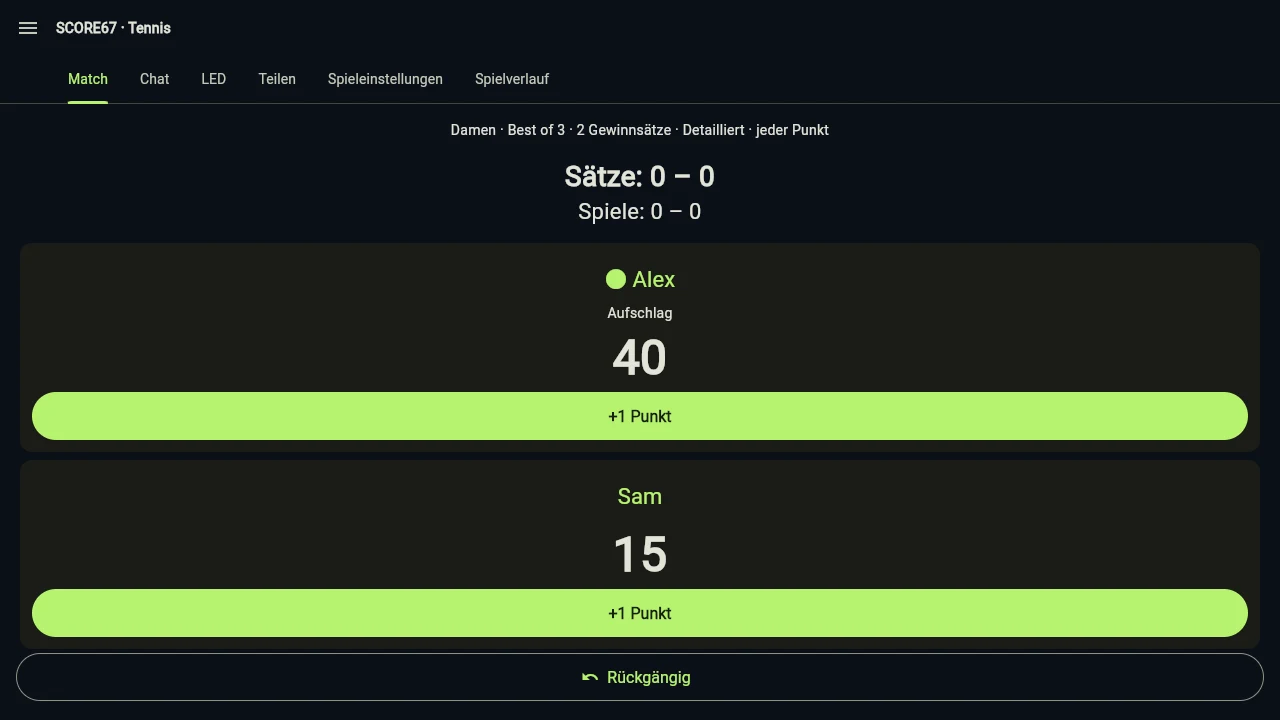 SCORE67 · Tennis
Match Chat LED Teilen Spieleinstellungen Spielverlauf
Damen · Best of 3 · 2 Gewinnsätze · Detailliert · jeder Punkt
Sätze: 0 – 0
Spiele: 0 – 0
Alex
Aufschlag
40
+1 Punkt
Sam
15
+1 Punkt
Rückgängig